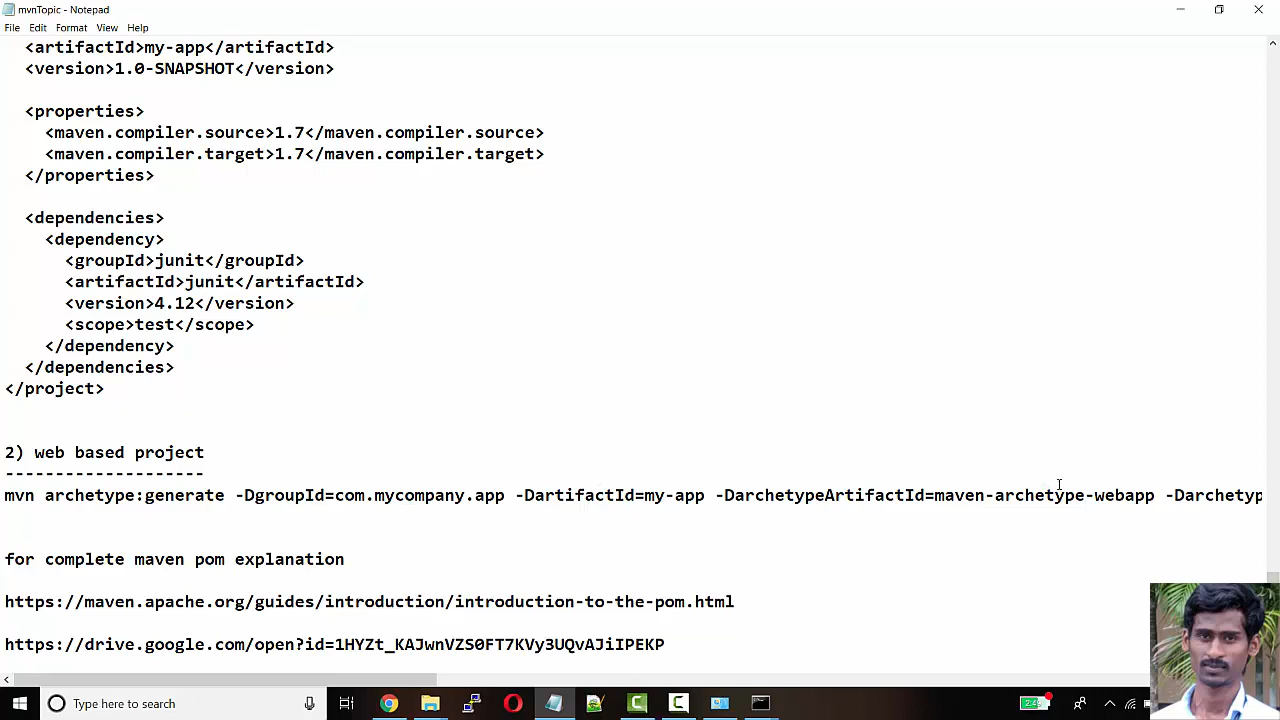 mvnTopic - Notepad
File Edit Format View Help
<artifactId>my-app</artifactId>
<version>1.0-SNAPSHOT</version>
<properties>
<maven.compiler.source>1.7</maven.compiler.source>
<maven.compiler.target>1.7</maven.compiler.target>
</properties>
<dependencies>
<dependency>
<groupId>junit</groupId>
<artifactId>junit</artifactId>
<version>4.12</version>
<scope>test</scope>
</dependency>
</dependencies>
</project>
2) web based project
--------------------
mvn archetype:generate -DgroupId=com.mycompany.app -DartifactId=my-app -DarchetypeArtifactId=maven-archetype-webapp -Darchetyp
for complete maven pom explanation
https://maven.apache.org/guides/introduction/introduction-to-the-pom.html
https://drive.google.com/open?id=1HYZt_KAJwnVZS0FT7KVy3UQvAJiIPEKP
Type here to search